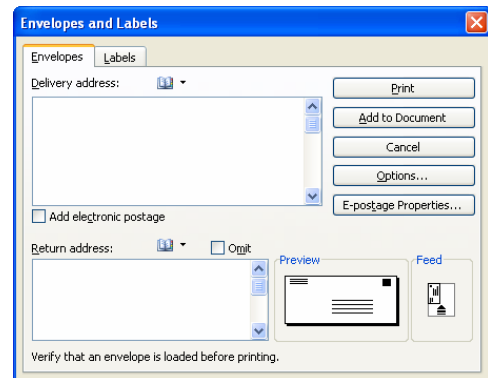 Envelopes and Labels
Envelopes Labels
Delivery address:
Print
Add to Document
Cancel
Options...
E-postage Properties...
Add electronic postage
Return address: Omit
Preview Feed
Verify that an envelope is loaded before printing.